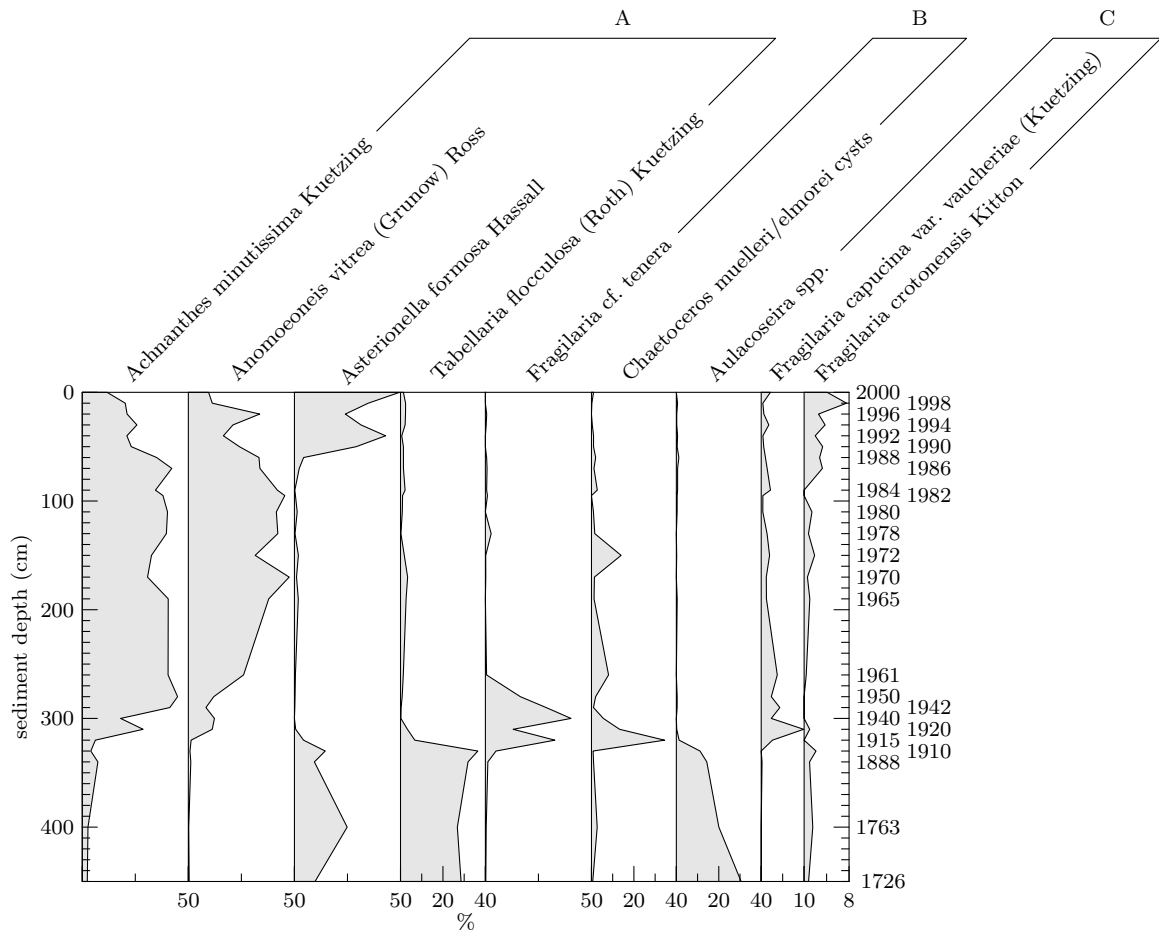 A
B
C
Achnanthes minutissima Kuetzing
Anomoeoneis vitrea (Grunow) Ross
Asterionella formosa Hassall
Tabellaria flocculosa (Roth) Kuetzing
Fragilaria cf. tenera
Chaetoceros muelleri/elmorei cysts
Aulacoseira spp.
Fragilaria capucina var. vaucheriae (Kuetzing)
Fragilaria crotonensis Kitton
0
100
200
300
400
sediment depth (cm)
2000
1998
1996
1994
1992
1990
1988
1986
1984
1982
1980
1978
1972
1970
1965
1961
1950
1942
1940
1920
1915
1910
1888
1763
1726
50 50 50 20 40 50 20 40 20 40 10 8
%